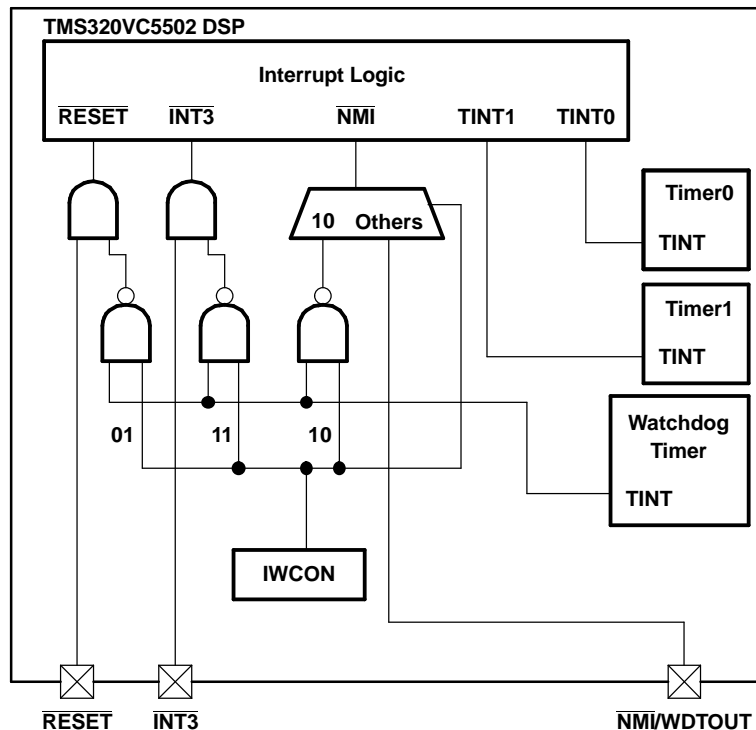 TMS320VC5502 DSP
Interrupt Logic
RESET INT3 NMI TINT1 TINT0
10 Others
Timer0
TINT
Timer1
TINT
Watchdog
Timer
TINT
01 11 10
IWCON
RESET INT3 NMI/WDTOUT